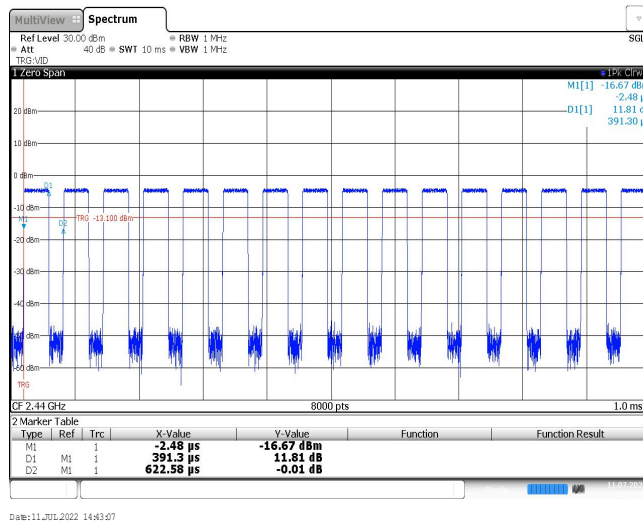 MultiView Spectrum
Ref Level 30.00 dBm RBW 1 MHz SGL
Att 40 dB SWT 10 ms VBW 1 MHz
TRG:VID
1 Zero Span 1Pk Clrw
M1[1] -16.67 dBm
-2.48 µ
D1[1] 11.81 d
391.30 µ
20 dBm
10 dBm
0 dBm
D1
-10 dBm
M1 D2 TRG -13.100 dBm
-20 dBm
-30 dBm
-40 dBm
-60 dBm
TRG
CF 2.44 GHz 8000 pts 1.0 ms
2 Marker Table
Type Ref Trc X-Value Y-Value Function Function Result
M1 1 -2.48 µs -16.67 dBm
D1 M1 1 391.3 µs 11.81 dB
D2 M1 1 622.58 µs -0.01 dB
Date:11.JUL.2022 14:43:07